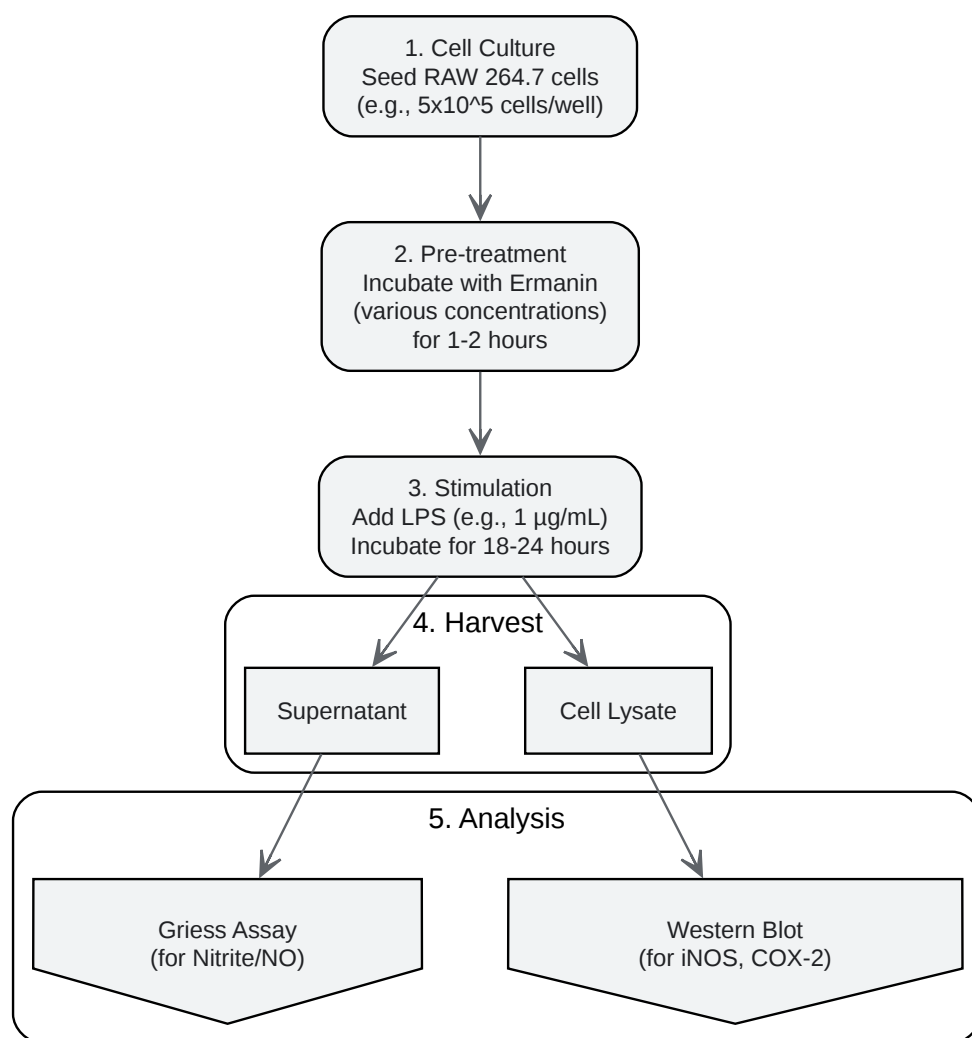 1. Cell Culture
Seed RAW 264.7 cells
(e.g., 5x10^5 cells/well)
2. Pre-treatment
Incubate with Ermanin
(various concentrations)
for 1-2 hours
3. Stimulation
Add LPS (e.g., 1 µg/mL)
Incubate for 18-24 hours
4. Harvest
Supernatant
Cell Lysate
5. Analysis
Griess Assay
(for Nitrite/NO)
Western Blot
(for iNOS, COX-2)